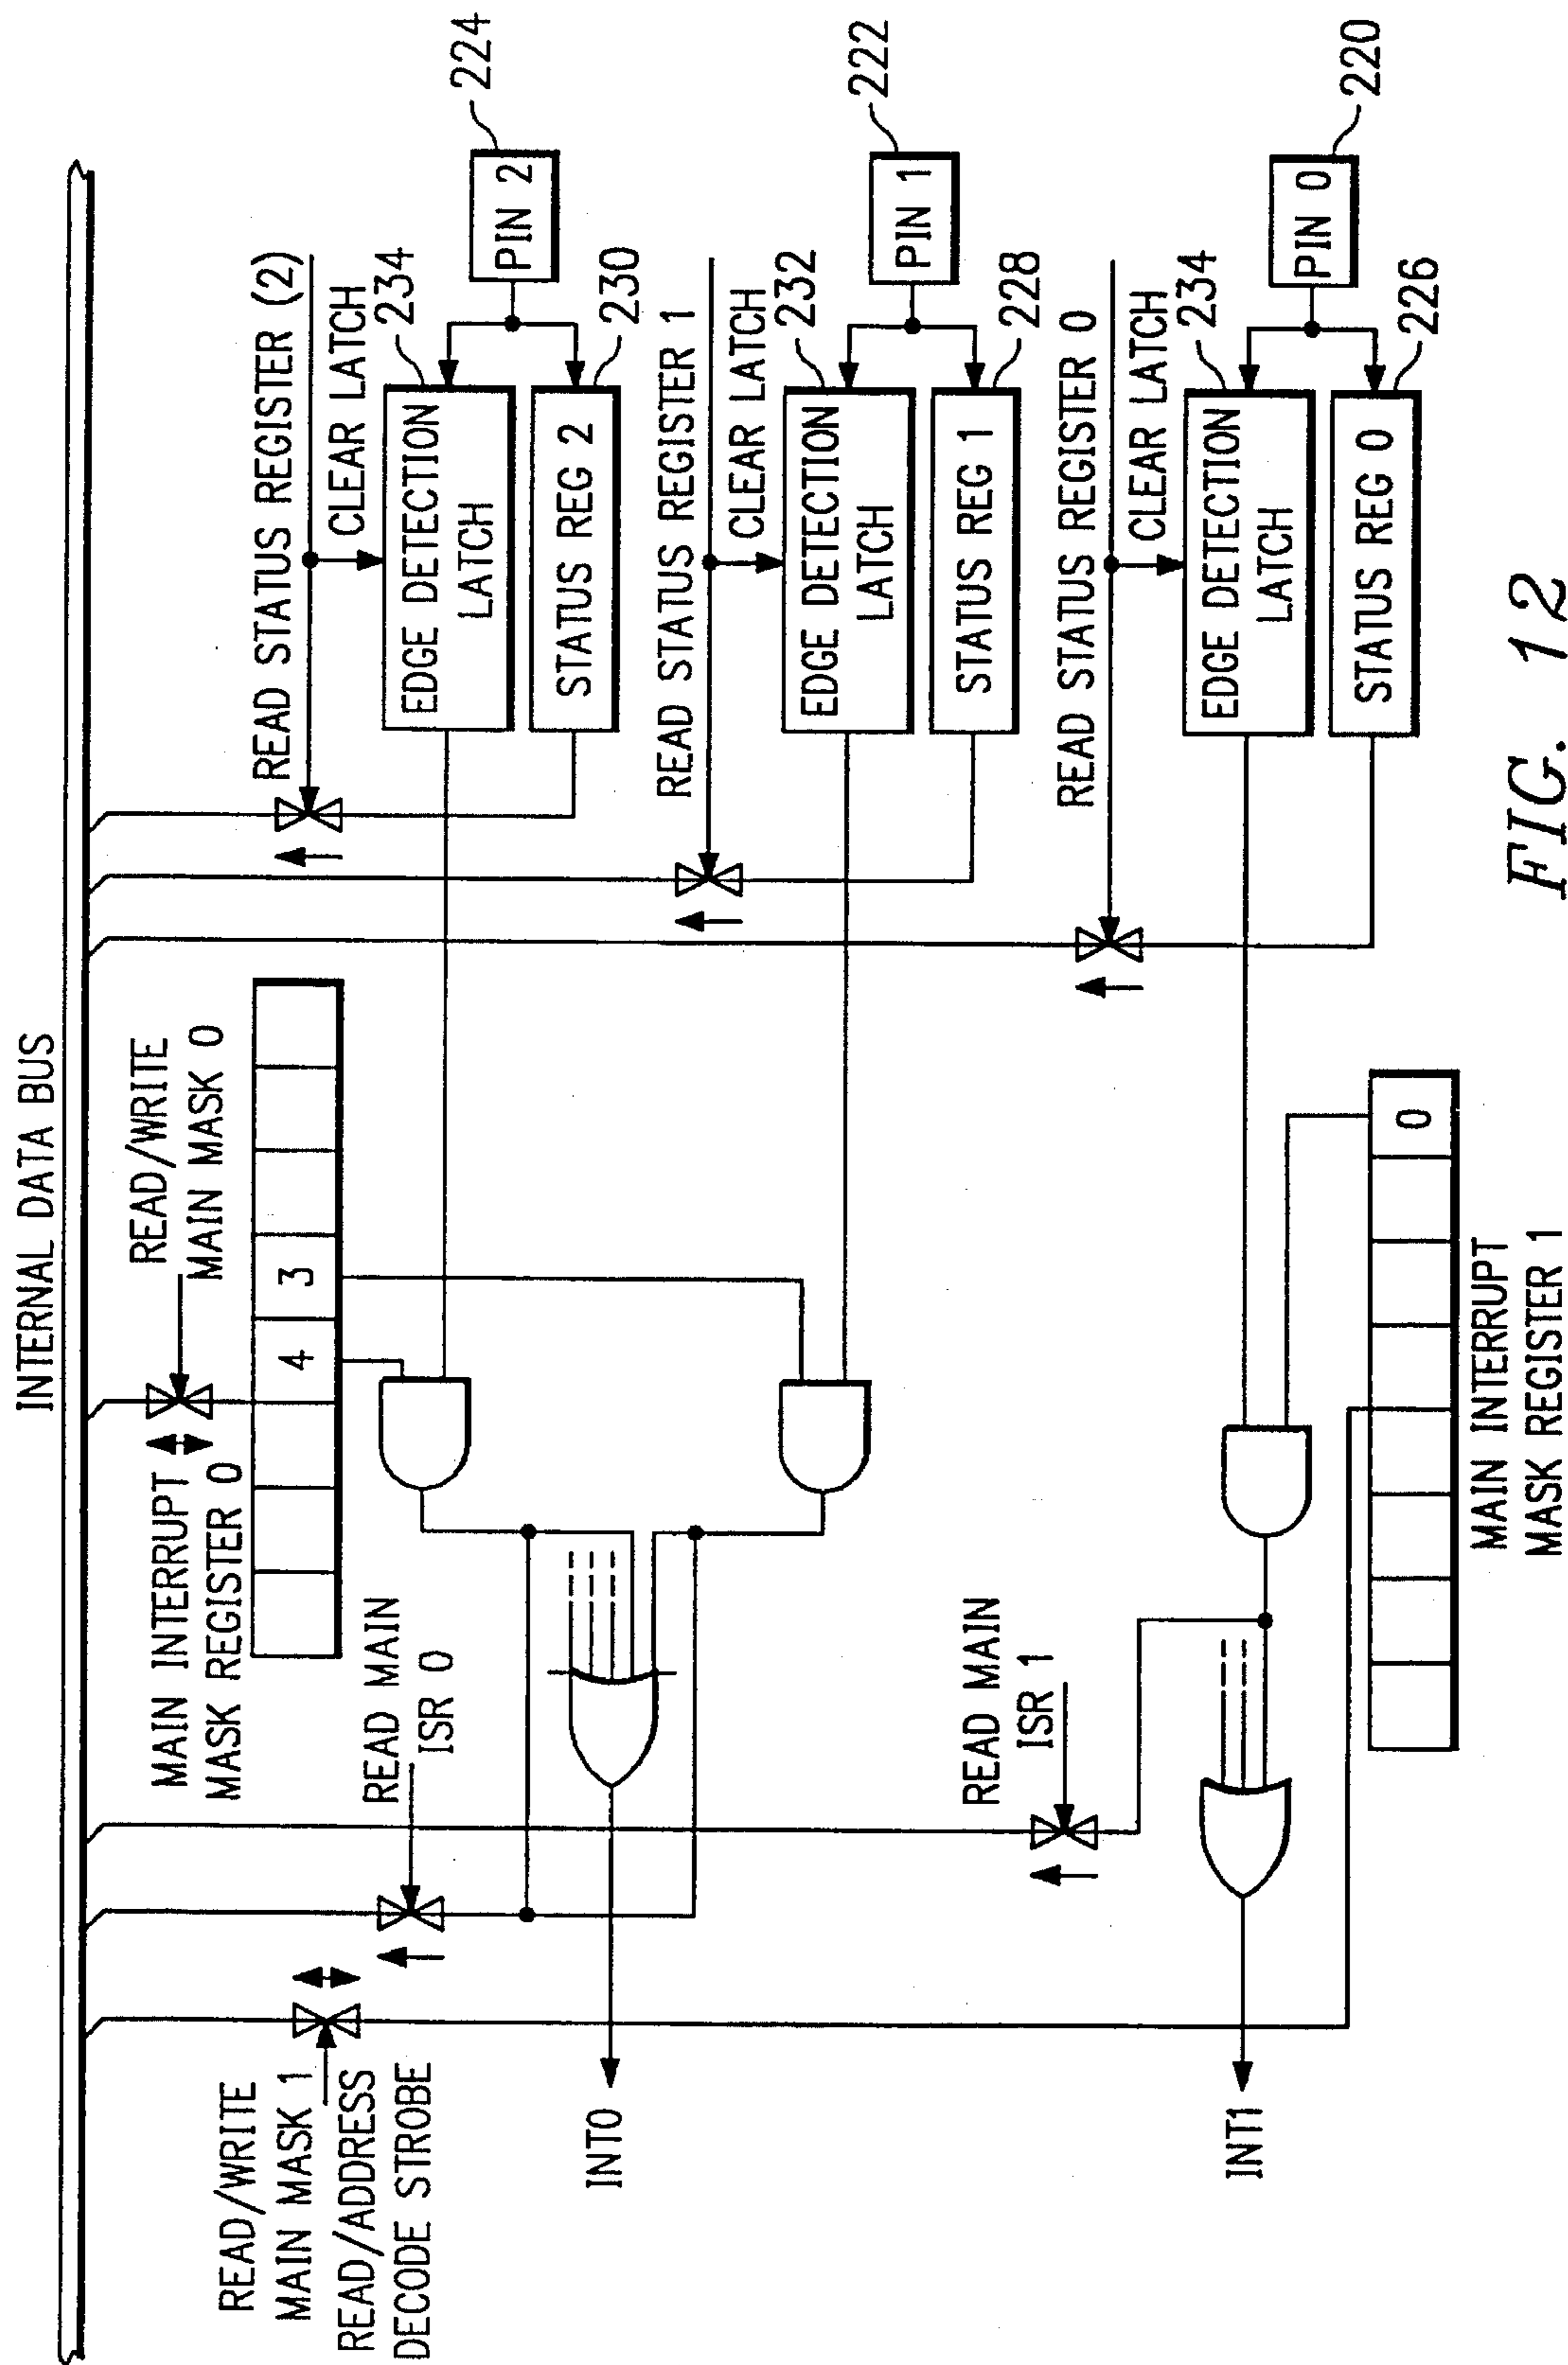 INTERNAL DATA BUS
READ/WRITE
MAIN MASK 1
READ/ADDRESS
DECODE STROBE
READ MAIN
ISR 0
MAIN INTERRUPT
MASK REGISTER 0
READ/WRITE
MAIN MASK 0
4
3
READ STATUS REGISTER (2)
CLEAR LATCH
234
EDGE DETECTION
LATCH
STATUS REG 2
230
PIN 2
224
INT0
READ STATUS REGISTER 1
CLEAR LATCH
232
EDGE DETECTION
LATCH
STATUS REG 1
228
PIN 1
222
READ MAIN
ISR 1
READ STATUS REGISTER 0
CLEAR LATCH
234
EDGE DETECTION
LATCH
STATUS REG 0
226
PIN 0
220
INT1
0
MAIN INTERRUPT
MASK REGISTER 1
FIG. 12